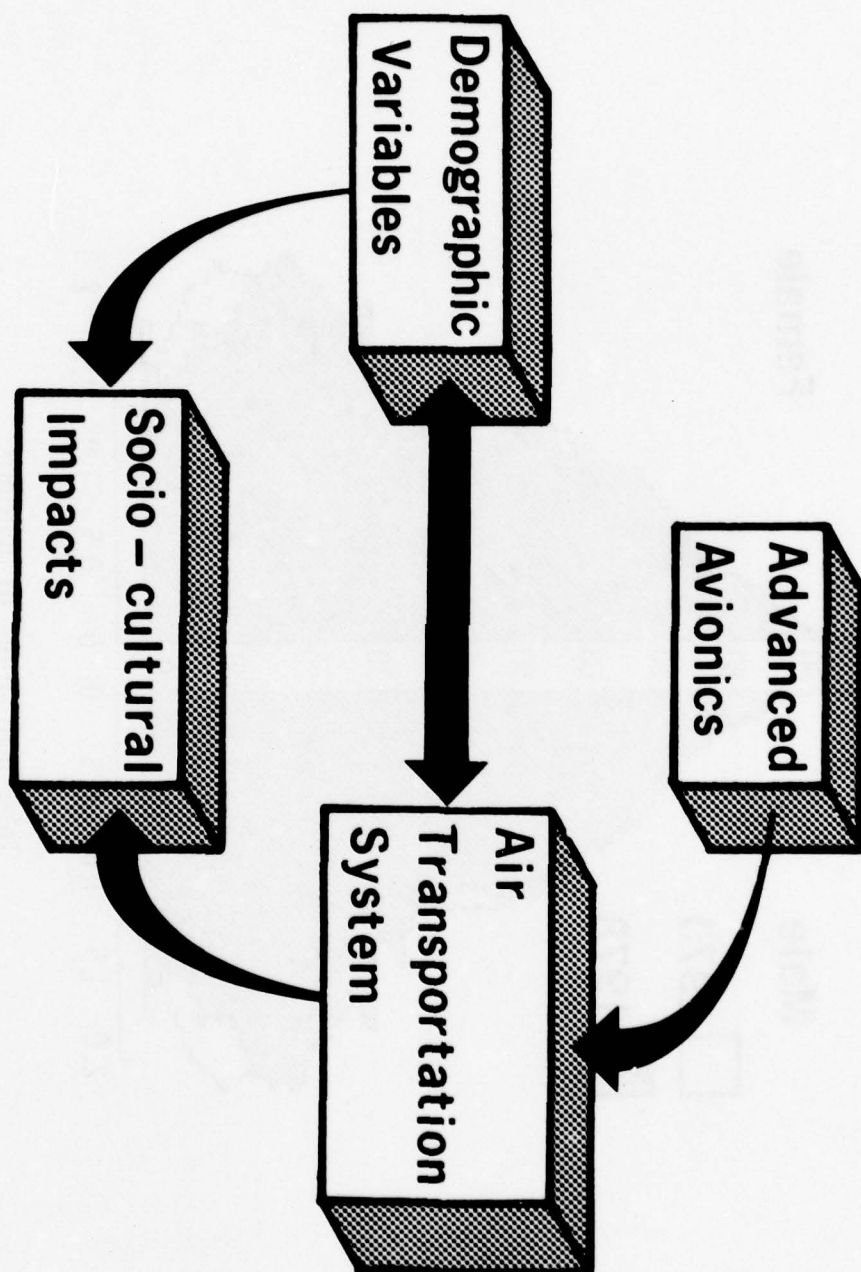 Advanced
Avionics
Demographic
Variables
Air
Transportation
System
Socio – cultural
Impacts